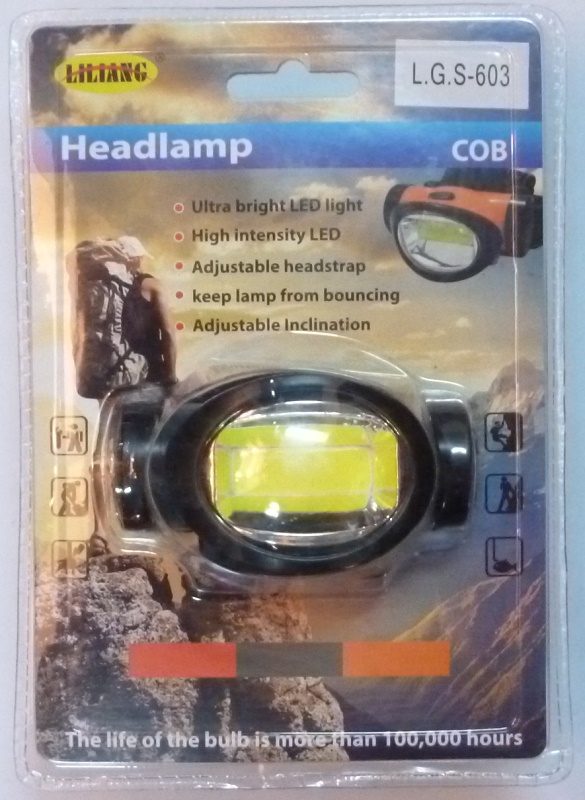 LILIANG
L.G.S-603
Headlamp
COB
Ultra bright LED light
High intensity LED
Adjustable headstrap
keep lamp from bouncing
Adjustable Inclination
The life of the bulb is more than 100,000 hours